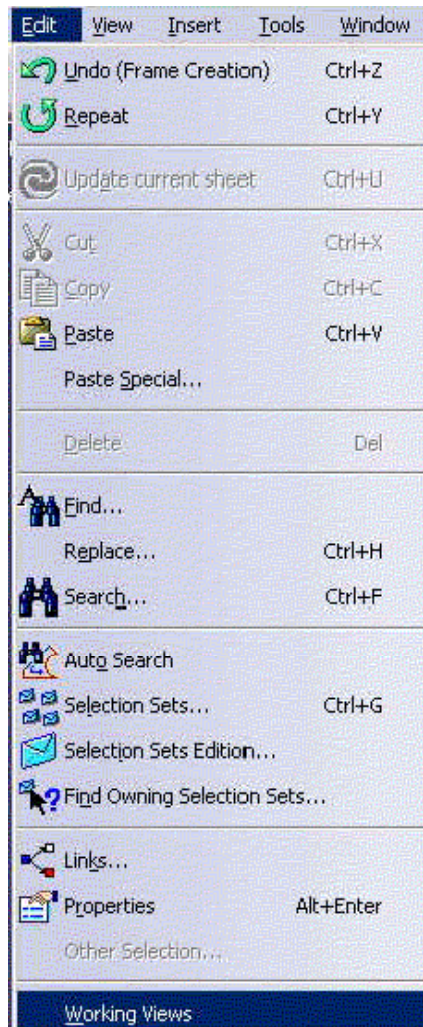 Edit View Insert Tools Window
Undo (Frame Creation) Ctrl+Z
Repeat Ctrl+Y
Update current sheet Ctrl+U
Cut Ctrl+X
Copy Ctrl+C
Paste Ctrl+V
Paste Special...
Delete Del
Find...
Replace... Ctrl+H
Search... Ctrl+F
Auto Search
Selection Sets... Ctrl+G
Selection Sets Edition...
Find Owning Selection Sets...
Links...
Properties Alt+Enter
Other Selection...
Working Views